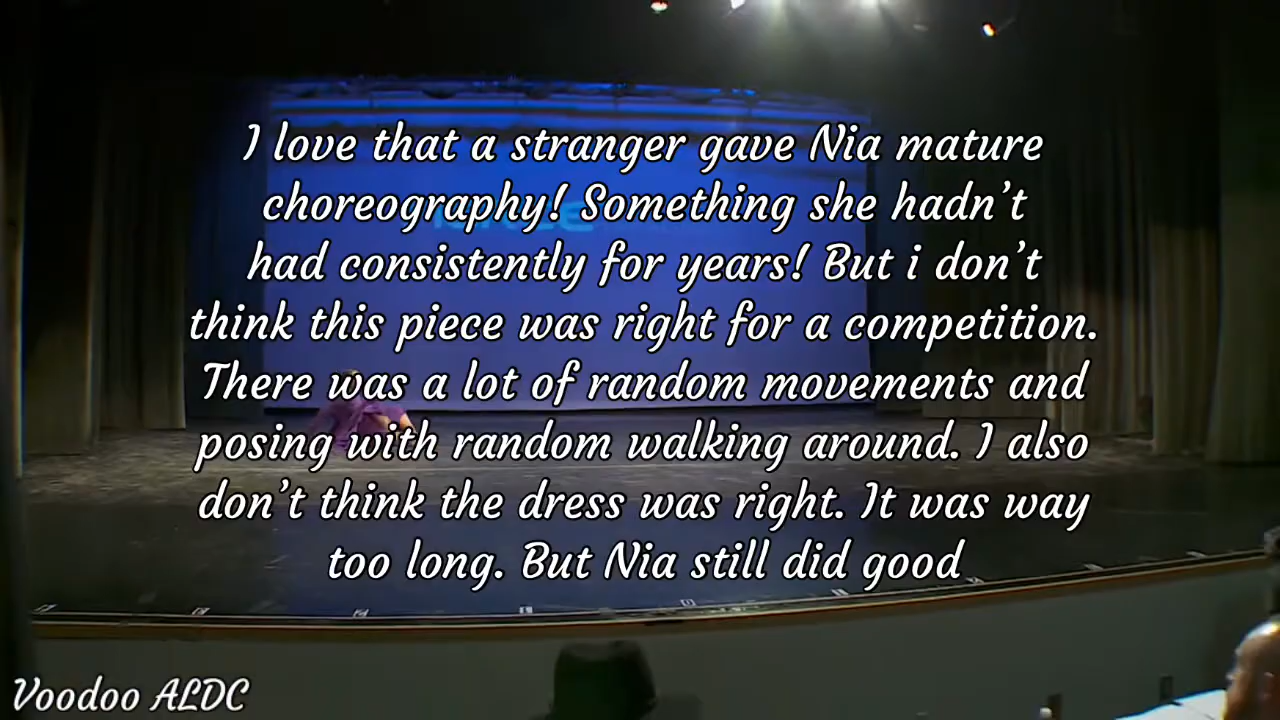 I love that a stranger gave Nia mature
choreography! Something she hadn’t
had consistently for years! But i don’t
think this piece was right for a competition.
There was a lot of random movements and
posing with random walking around. I also
don’t think the dress was right. It was way
too long. But Nia still did good
Voodoo ALDC